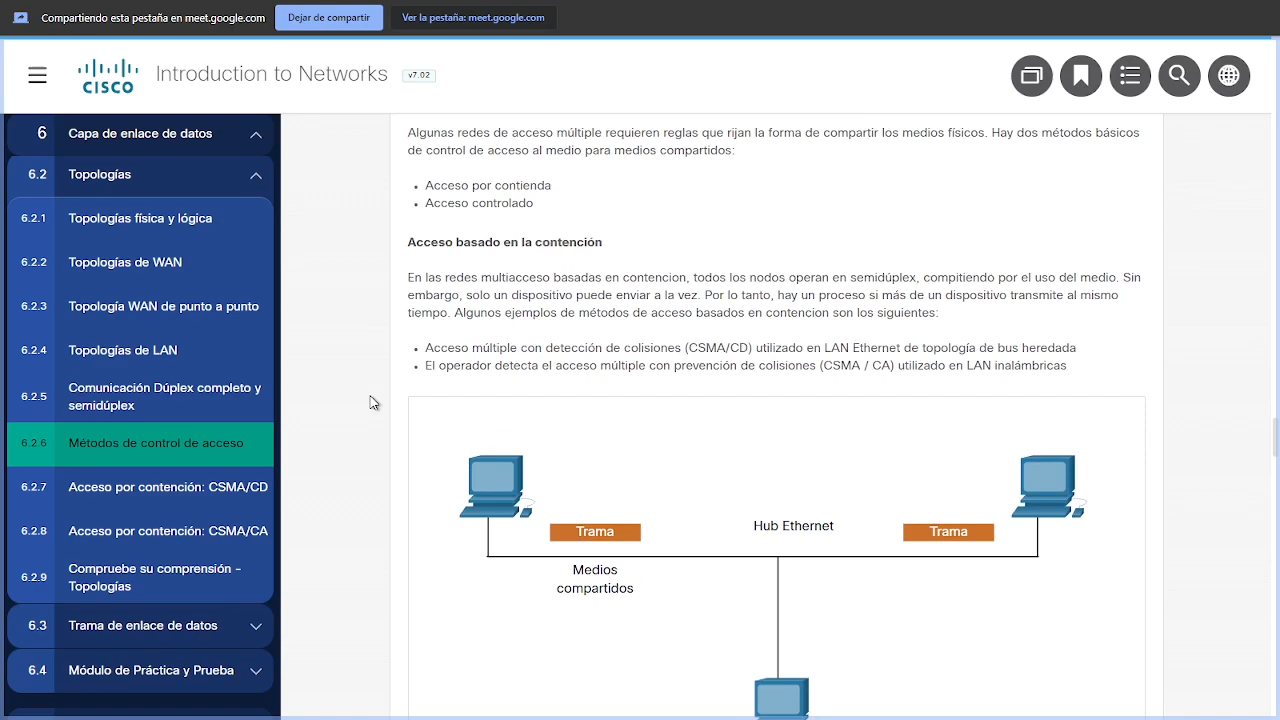 Compartiendo esta pestaña en meet.google.com
Dejar de compartir
Ver la pestaña: meet.google.com
CISCO
Introduction to Networks
v7.02
6 Capa de enlace de datos
6.2 Topologías
6.2.1 Topologías física y lógica
6.2.2 Topologías de WAN
6.2.3 Topología WAN de punto a punto
6.2.4 Topologías de LAN
6.2.5 Comunicación Dúplex completo y
semidúplex
6.2.6 Métodos de control de acceso
6.2.7 Acceso por contención: CSMA/CD
6.2.8 Acceso por contención: CSMA/CA
6.2.9 Compruebe su comprensión -
Topologías
6.3 Trama de enlace de datos
6.4 Módulo de Práctica y Prueba
Algunas redes de acceso múltiple requieren reglas que rijan la forma de compartir los medios físicos. Hay dos métodos básicos
de control de acceso al medio para medios compartidos:
• Acceso por contienda
• Acceso controlado
Acceso basado en la contención
En las redes multiacceso basadas en contencion, todos los nodos operan en semidúplex, compitiendo por el uso del medio. Sin
embargo, solo un dispositivo puede enviar a la vez. Por lo tanto, hay un proceso si más de un dispositivo transmite al mismo
tiempo. Algunos ejemplos de métodos de acceso basados en contencion son los siguientes:
• Acceso múltiple con detección de colisiones (CSMA/CD) utilizado en LAN Ethernet de topología de bus heredada
• El operador detecta el acceso múltiple con prevención de colisiones (CSMA / CA) utilizado en LAN inalámbricas
Trama
Hub Ethernet
Trama
Medios
compartidos